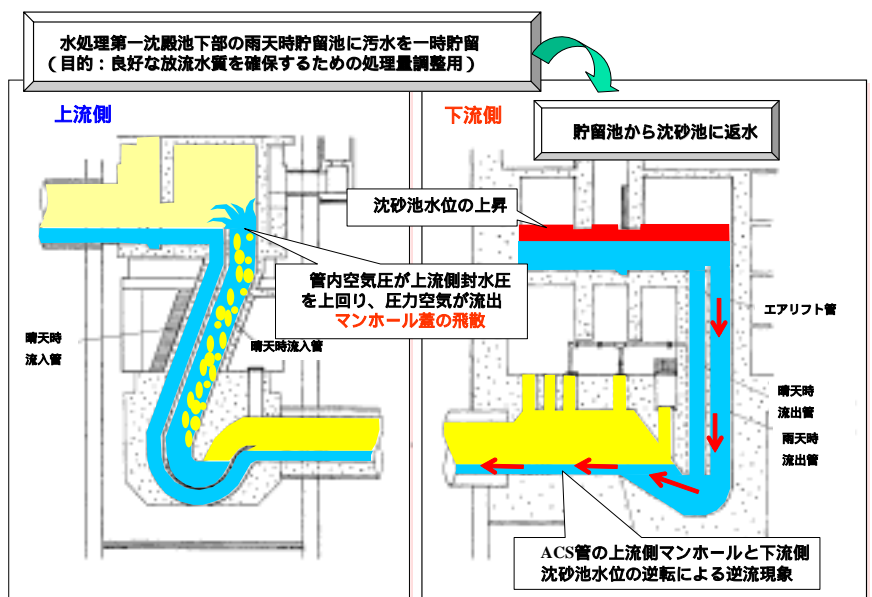 水処理第一沈殿池下部の雨天時貯留池に汚水を一時貯留
（目的：良好な放流水質を確保するための処理量調整用）
上流側
下流側
貯留池から沈砂池に返水
沈砂池水位の上昇
管内空気圧が上流側封水圧
を上回り、圧力空気が流出
マンホール蓋の飛散
エアリフト管
晴天時
流入管
晴天時流入管
晴天時
流出管
雨天時
流出管
ACS管の上流側マンホールと下流側
沈砂池水位の逆転による逆流現象